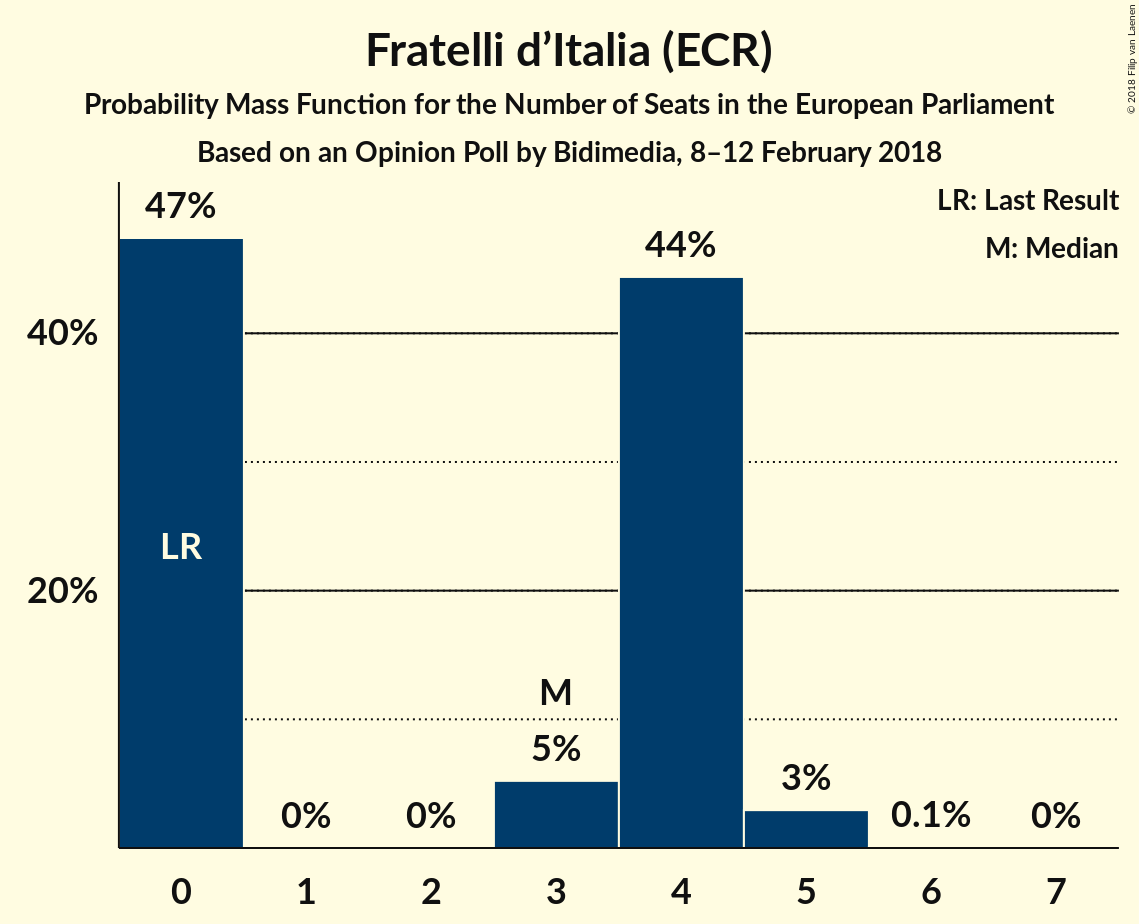 Fratelli d’Italia (ECR)
Probability Mass Function for the Number of Seats in the European Parliament
Based on an Opinion Poll by Bidimedia, 8–12 February 2018
© 2018 Filip van Laenen
LR: Last Result
M: Median
47%
44%
40%
LR
20%
M
5%
3%
0%
0%
0.1%
0%
0 1 2 3 4 5 6 7